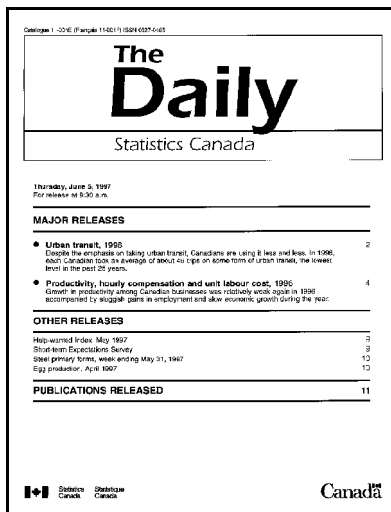 Catalogue 11-001E (Français 11-001F) ISSN 0827-0465
The
Daily
Statistics Canada
Thursday, June 5, 1997
For release at 8:30 a.m.
MAJOR RELEASES
● Urban transit, 1996 2
Despite the emphasis on taking urban transit, Canadians are using it less and less. In 1996,
each Canadian took an average of about 48 trips on some form of urban transit, the lowest
level in the past 25 years.
● Productivity, hourly compensation and unit labour cost, 1996 4
Growth in productivity among Canadian businesses was relatively weak again in 1996
accompanied by sluggish gains in employment and slow economic growth during the year.
OTHER RELEASES
Help-wanted Index, May 1997 9
Short-term Expectations Survey 9
Steel primary forms, week ending May 31, 1997 10
Egg production, April 1997 10
PUBLICATIONS RELEASED 11
Statistics Statistique
Canada Canada
Canada